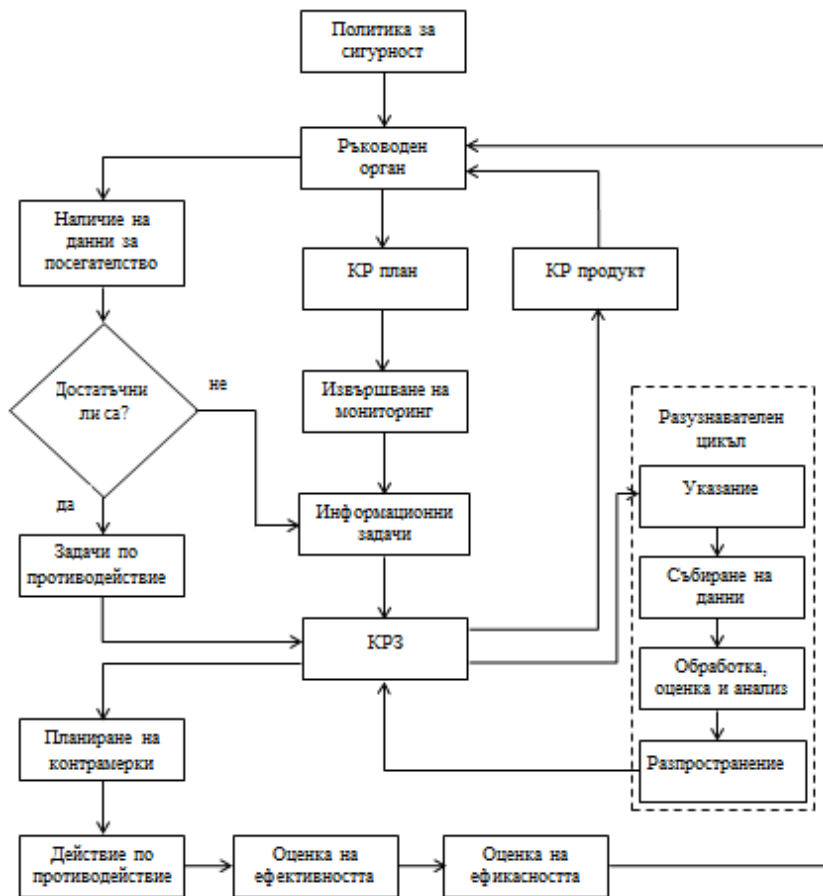 Политика за
сигурност
Ръководен
орган
Наличие на
данни за
посегателство
КР план
КР продукт
Достатъчни
ли са?
не
Извършване на
мониторинг
Разузнавателен
цикъл
Указание
да
Информационни
задачи
Задачи по
противодействие
Събиране на
данни
КРЗ
Обработка,
оценка и анализ
Планиране на
контрамерки
Разпространение
Действие по
противодействие
Оценка на
ефективността
Оценка на
ефикасността